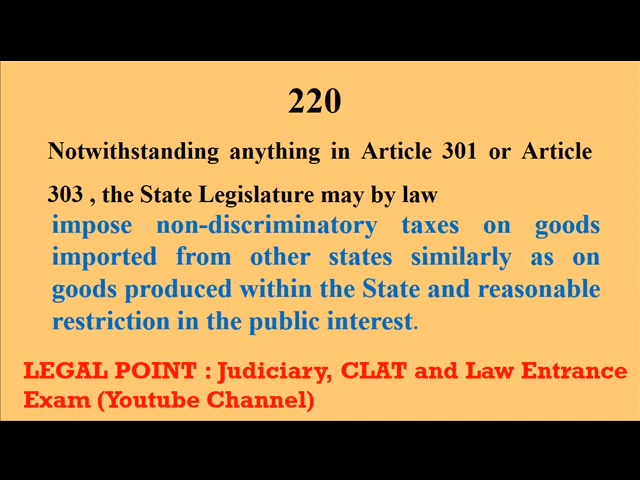 220
Notwithstanding anything in Article 301 or Article
303 , the State Legislature may by law
impose non-discriminatory taxes on goods
imported from other states similarly as on
goods produced within the State and reasonable
restriction in the public interest.
LEGAL POINT : Judiciary, CLAT and Law Entrance
Exam (Youtube Channel)